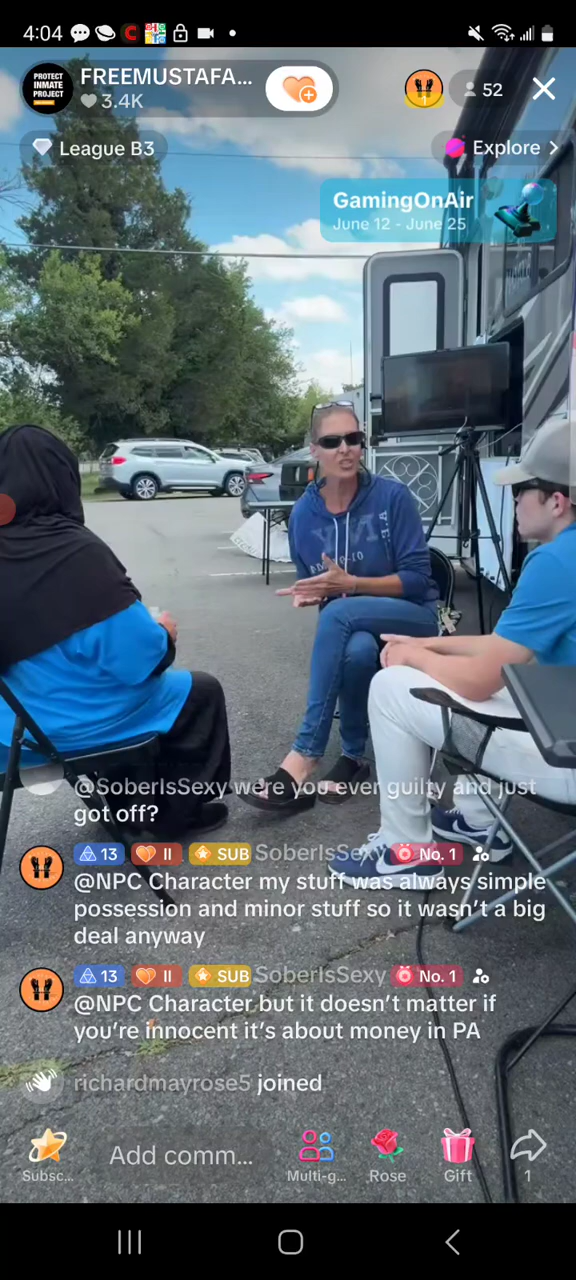 4:04
PROTECT
INMATE
PROJECT
FREEMUSTAFA...
3.4K
52
League B3
Explore >
GamingOnAir
June 12 - June 25
@SoberIsSexy were you ever guilty and just
got off?
13 II SUB SoberIsSexy No. 1
@NPC Character my stuff was always simple
possession and minor stuff so it wasn't a big
deal anyway
13 II SUB SoberIsSexy No. 1
@NPC Character but it doesn't matter if
you're innocent it's about money in PA
richardmayrose5 joined
Add comm...
Subsc...
Multi-g...
Rose
Gift
1